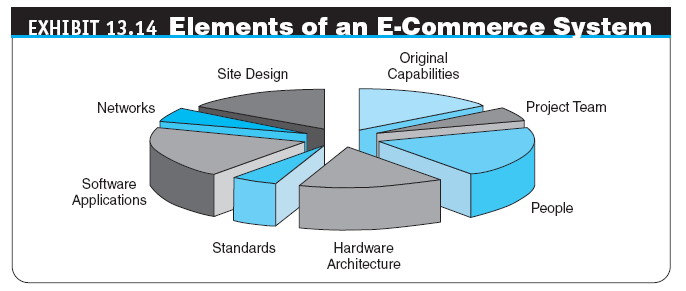 EXHIBIT 13.14 Elements of an E-Commerce System
Original
Capabilities
Site Design
Networks
Project Team
Software
Applications
People
Standards
Hardware
Architecture